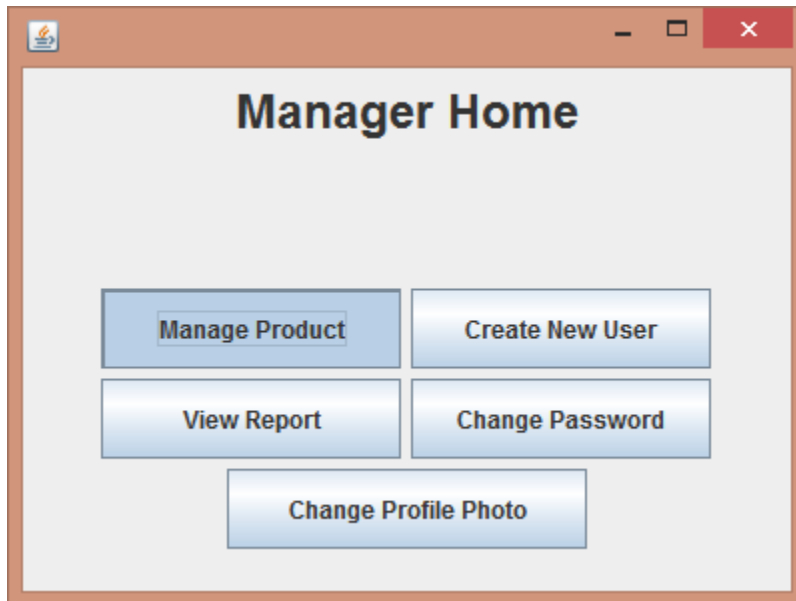 Manager Home
Manage Product
Create New User
View Report
Change Password
Change Profile Photo